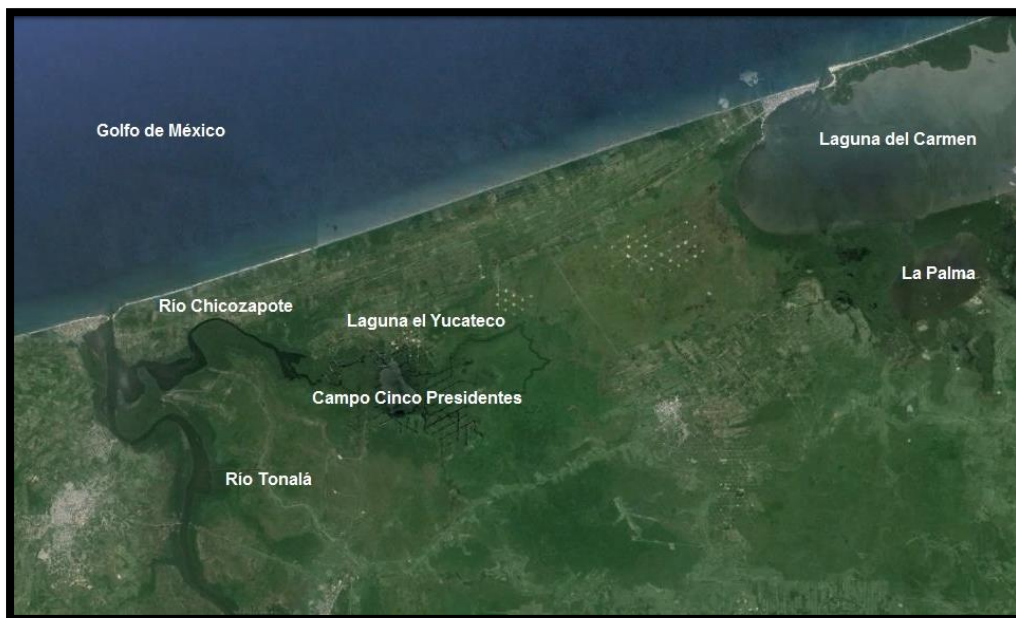 Golfo de México
Laguna del Carmen
La Palma
Río Chicozapote
Laguna el Yucateco
Campo Cinco Presidentes
Río Tonalá